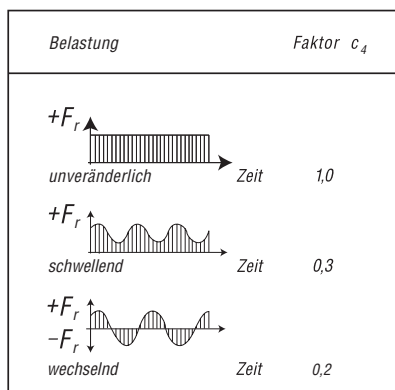 Belastung Faktor c₄
+Fᵣ
unveränderlich Zeit 1,0
+Fᵣ
schwellend Zeit 0,3
+Fᵣ
−Fᵣ
wechselnd Zeit 0,2